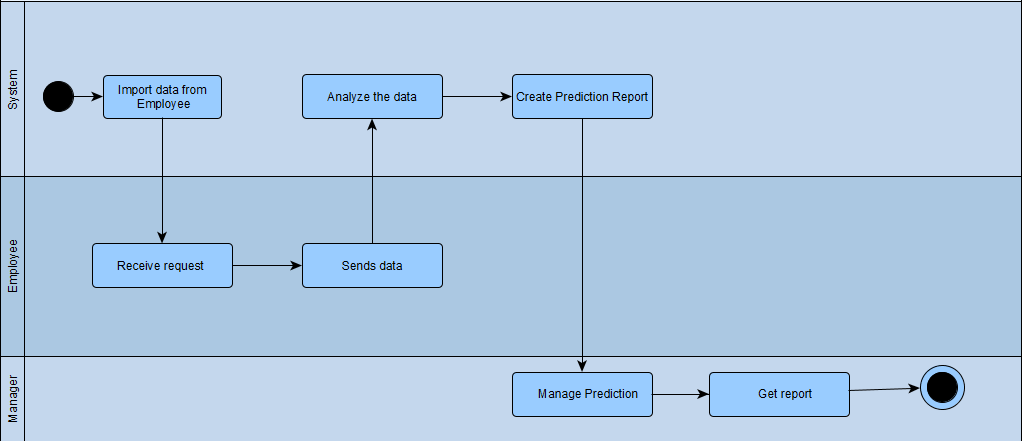 System
Import data from
Employee
Analyze the data
Create Prediction Report
Employee
Receive request
Sends data
Manager
Manage Prediction
Get report